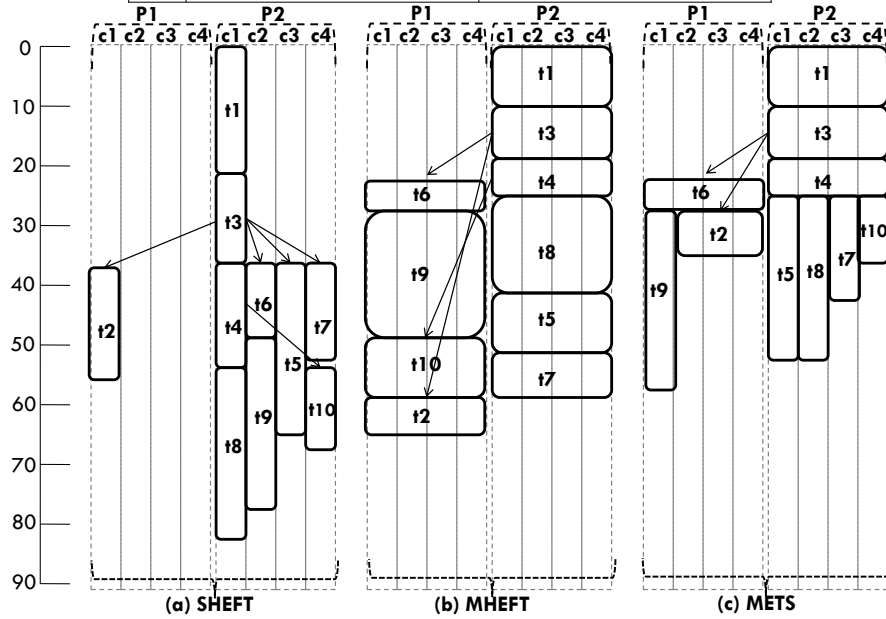 P1 P2 P1 P2 P1 P2
c1 c2 c3 c4 c1 c2 c3 c4 c1 c2 c3 c4 c1 c2 c3 c4 c1 c2 c3 c4 c1 c2 c3 c4
0
t1 t1 t1
10
t3 t3
20
t4 t4
t6 t6
30
t3 t2 t10
t8 t7
40
t9 t5 t8
t6 t9
t2 t4 t7
50
t5 t5
t10 t7
60
t9 t10 t2
t8
70
80
90
(a) SHEFT (b) MHEFT (c) METS